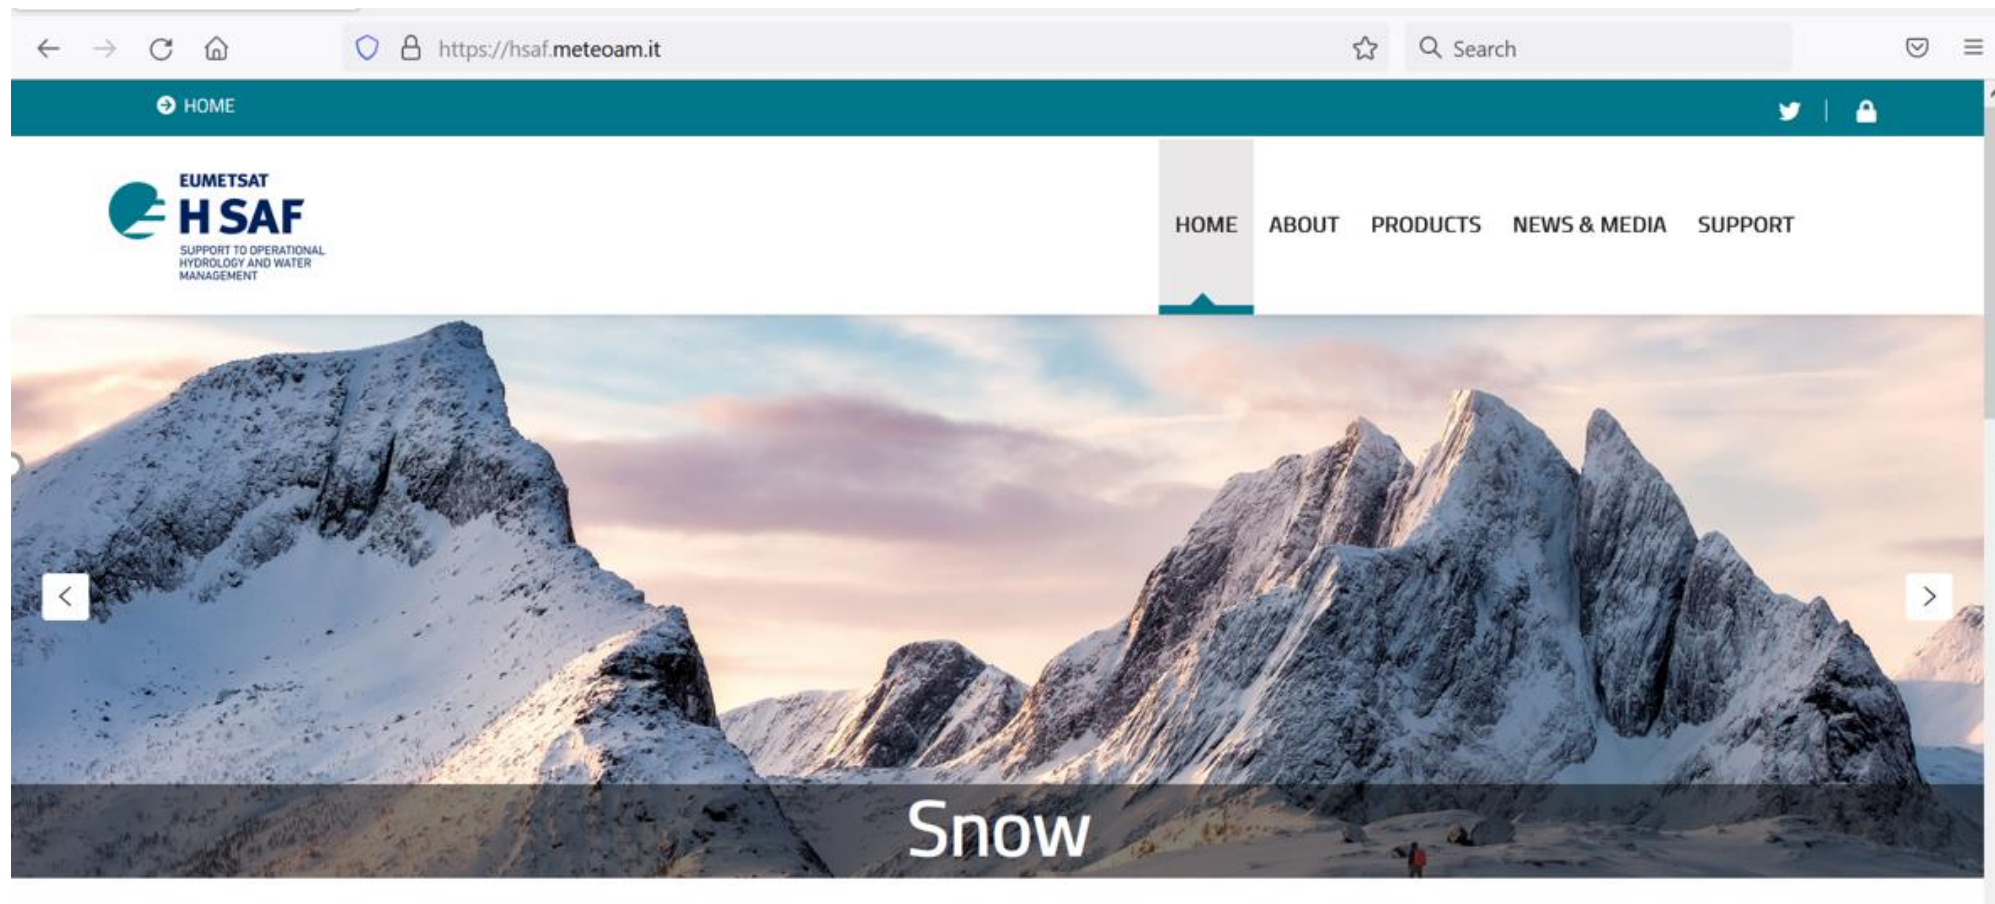 https://hsaf.meteoam.it
Search
HOME
EUMETSAT
H SAF
SUPPORT TO OPERATIONAL
HYDROLOGY AND WATER
MANAGEMENT
HOME ABOUT PRODUCTS NEWS & MEDIA SUPPORT
Snow